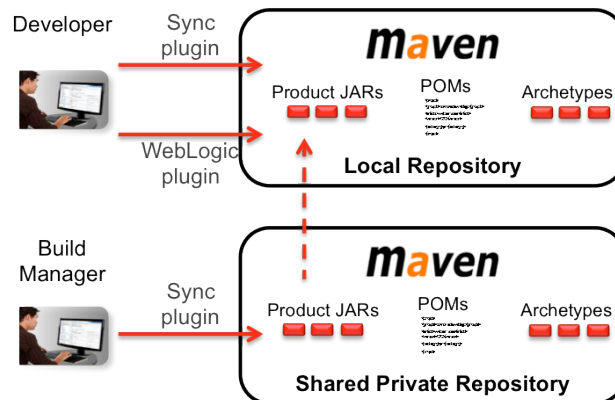 Developer
Sync
plugin
WebLogic
plugin
maven
Product JARs
POMs
Archetypes
Local Repository
Build
Manager
Sync
plugin
maven
Product JARs
POMs
Archetypes
Shared Private Repository